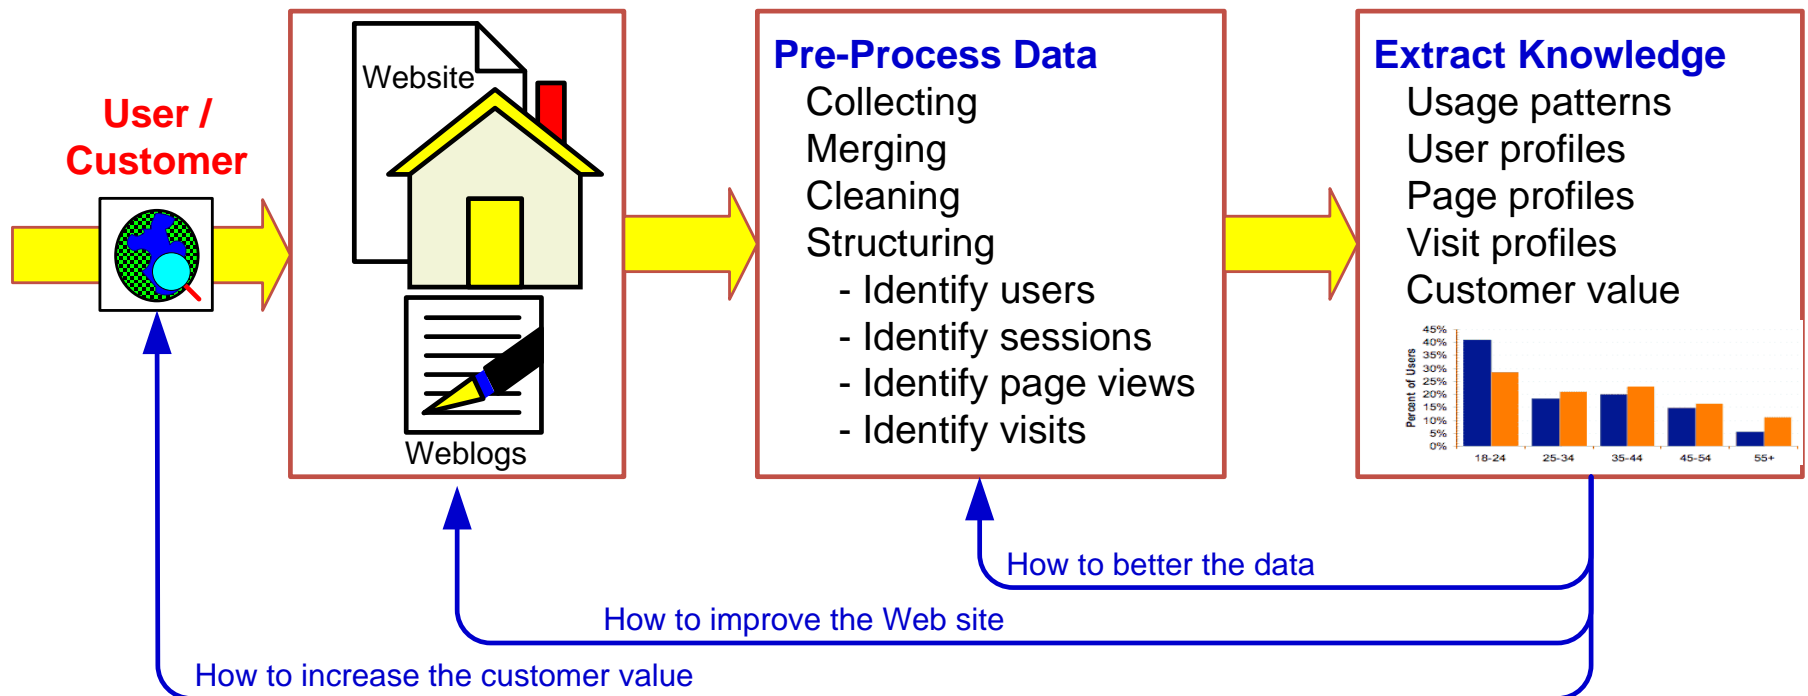 User /
Customer
Website
Weblogs
Pre-Process Data
Collecting
Merging
Cleaning
Structuring
- Identify users
- Identify sessions
- Identify page views
- Identify visits
Extract Knowledge
Usage patterns
User profiles
Page profiles
Visit profiles
Customer value
Percent of Users
45%
40%
35%
30%
25%
20%
15%
10%
5%
0%
18-24 25-34 35-44 45-54 55+
How to better the data
How to improve the Web site
How to increase the customer value